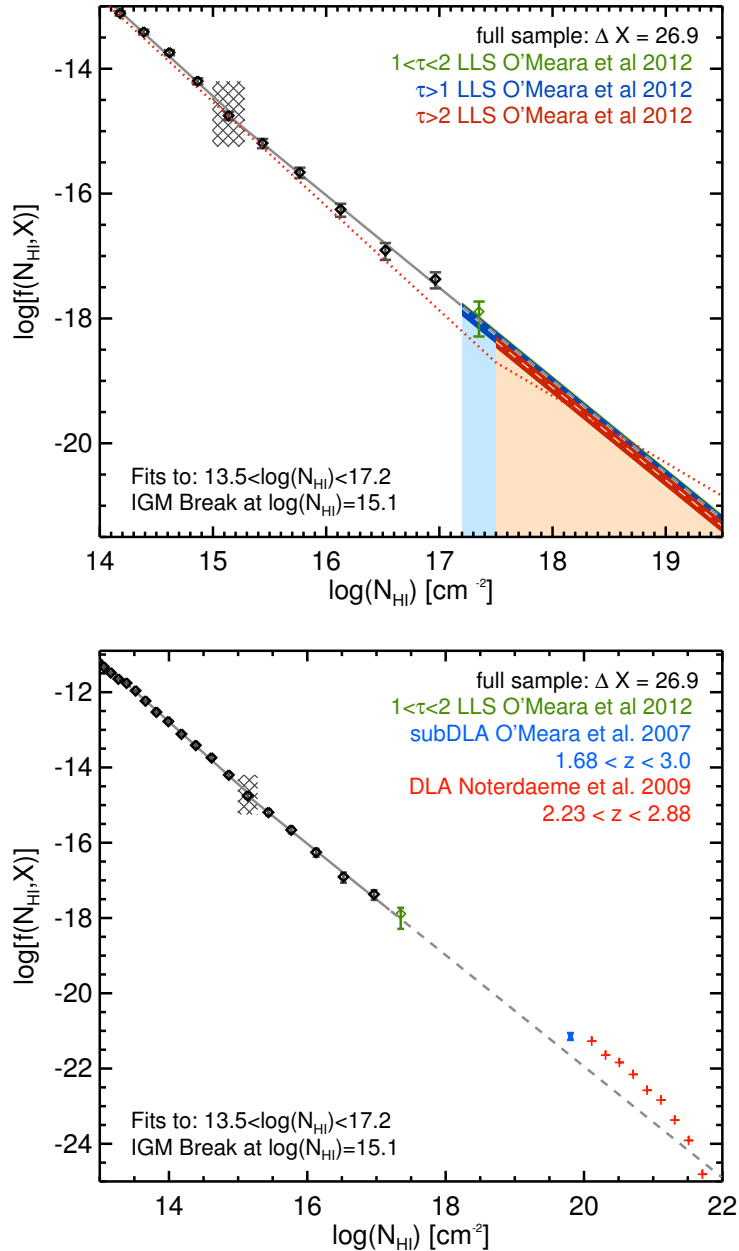 full sample: Δ X = 26.9
1<τ<2 LLS O'Meara et al 2012
τ>1 LLS O'Meara et al 2012
τ>2 LLS O'Meara et al 2012
-14
-16
-18
-20
log[f(N_HI,X)]
Fits to: 13.5<log(N_HI)<17.2
IGM Break at log(N_HI)=15.1
14 15 16 17 18 19
log(N_HI) [cm⁻²]
full sample: Δ X = 26.9
1<τ<2 LLS O'Meara et al 2012
subDLA O'Meara et al. 2007
1.68 < z < 3.0
DLA Noterdaeme et al. 2009
2.23 < z < 2.88
-12
-14
-16
-18
-20
-22
-24
log[f(N_HI,X)]
Fits to: 13.5<log(N_HI)<17.2
IGM Break at log(N_HI)=15.1
14 16 18 20 22
log(N_HI) [cm⁻²]